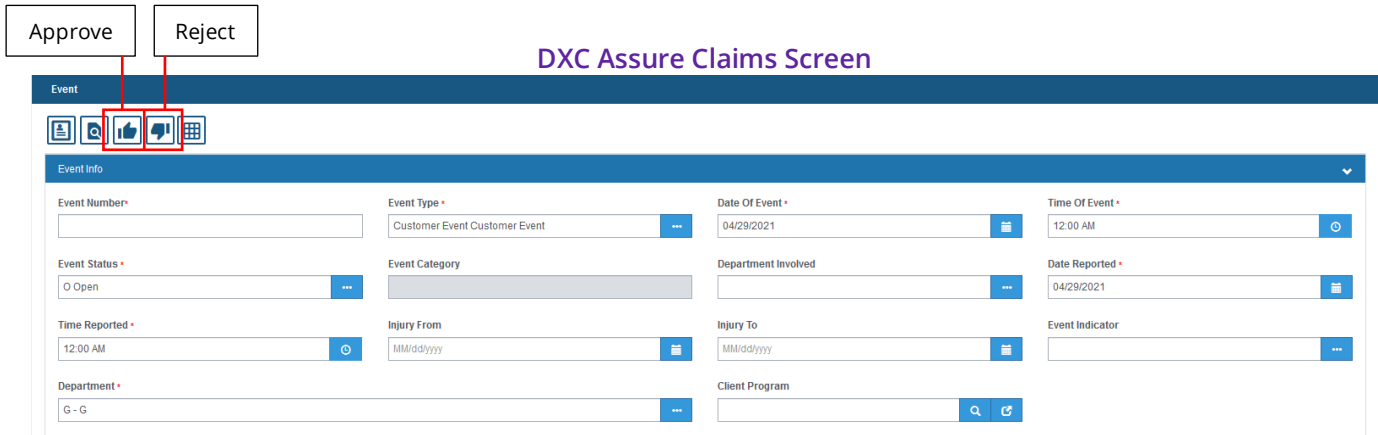 Approve Reject
DXC Assure Claims Screen
Event
Event Info
Event Number* Event Type * Date Of Event * Time Of Event *
Customer Event Customer Event 04/29/2021 12:00 AM
Event Status * Event Category Department Involved Date Reported *
O Open 04/29/2021
Time Reported * Injury From Injury To Event Indicator
12:00 AM MM/dd/yyyy MM/dd/yyyy
Department * Client Program
G - G